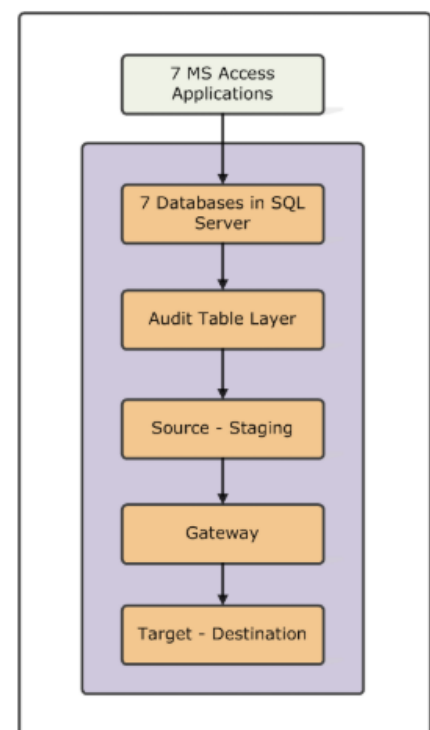 7 MS Access
Applications
7 Databases in SQL
Server
Audit Table Layer
Source - Staging
Gateway
Target - Destination